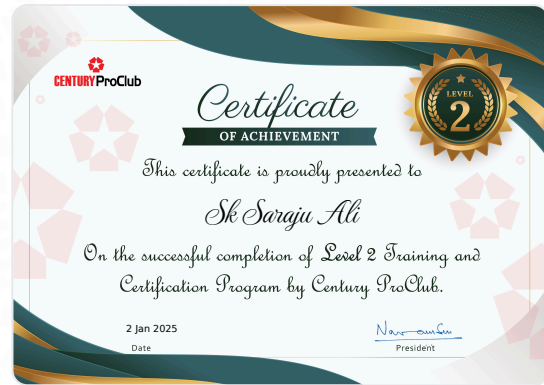 CENTURY ProClub
LEVEL
2
Certificate
OF ACHIEVEMENT
This certificate is proudly presented to
Sk Saraju Ali
On the successful completion of Level 2 Training and
Certification Program by Century ProClub.
2 Jan 2025
Date
President